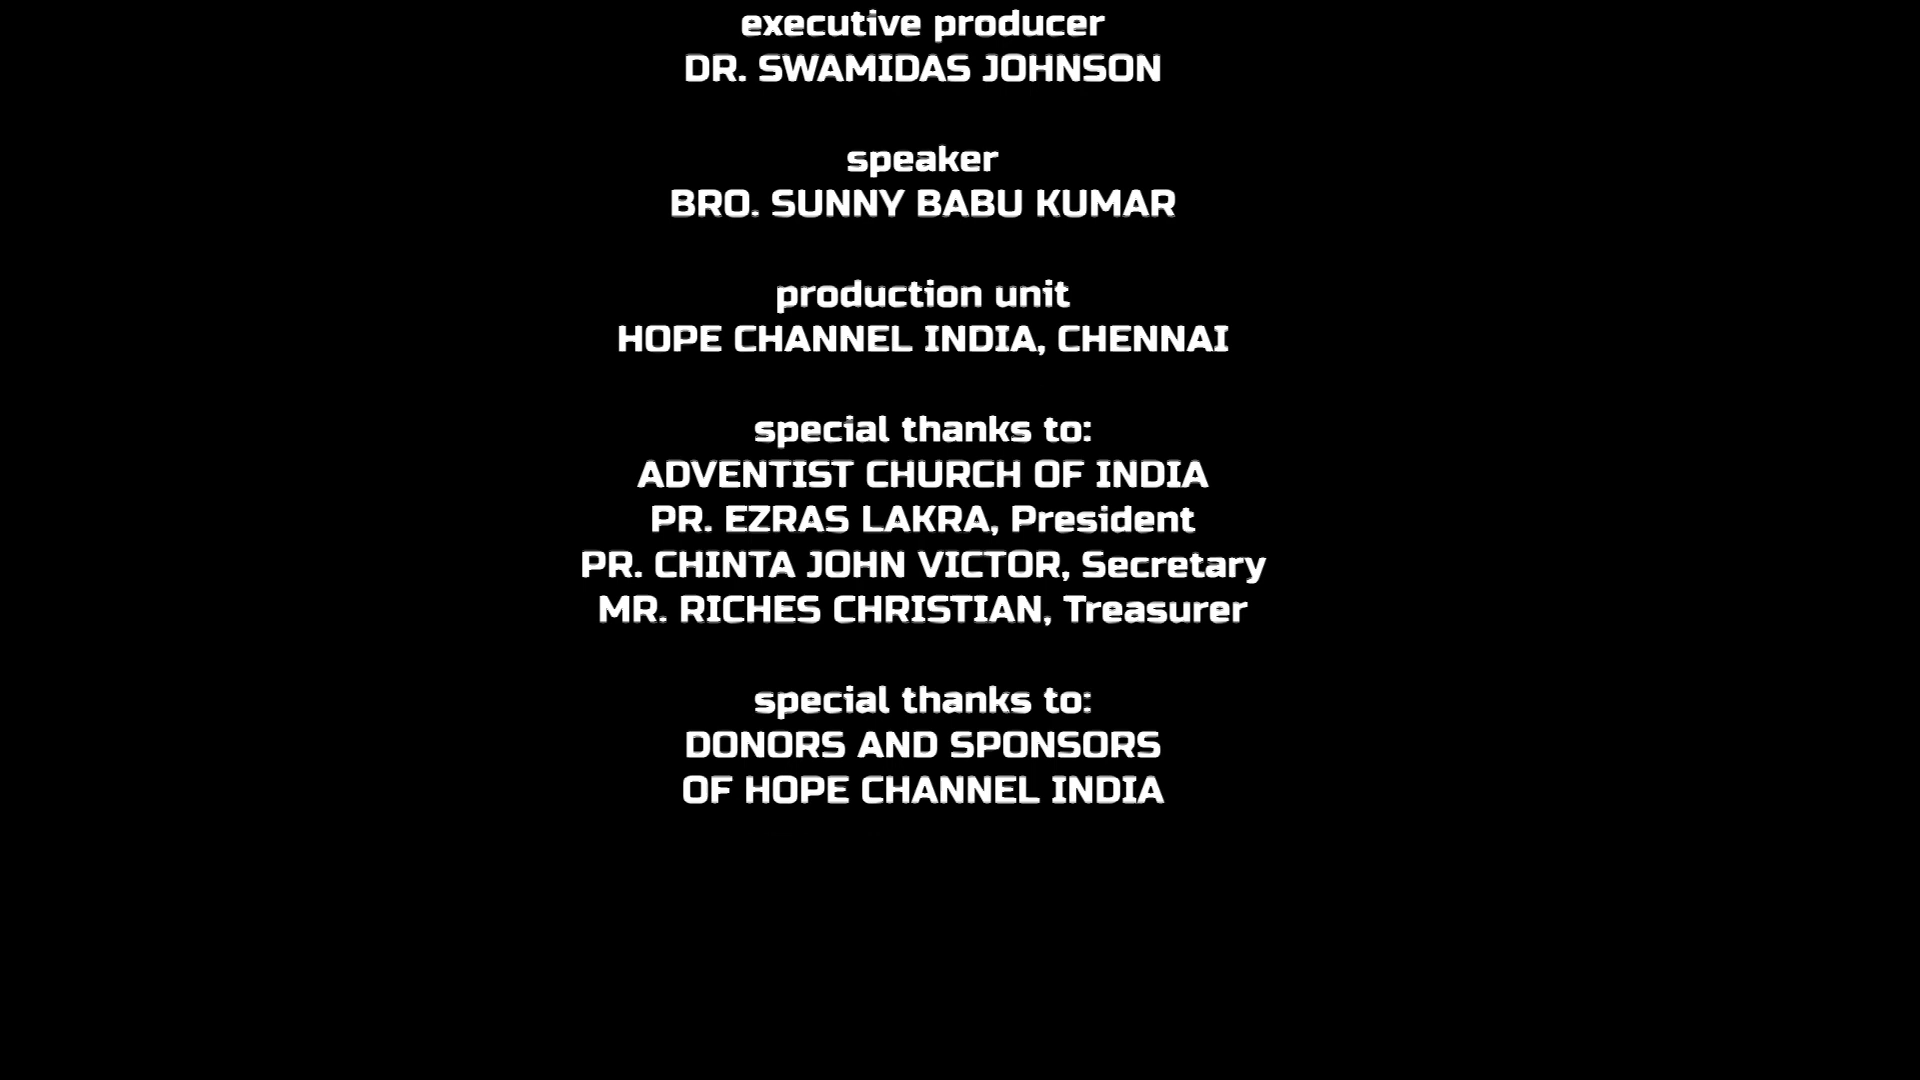 executive producer
DR. SWAMIDAS JOHNSON
speaker
BRO. SUNNY BABU KUMAR
production unit
HOPE CHANNEL INDIA, CHENNAI
special thanks to:
ADVENTIST CHURCH OF INDIA
PR. EZRAS LAKRA, President
PR. CHINTA JOHN VICTOR, Secretary
MR. RICHES CHRISTIAN, Treasurer
special thanks to:
DONORS AND SPONSORS
OF HOPE CHANNEL INDIA